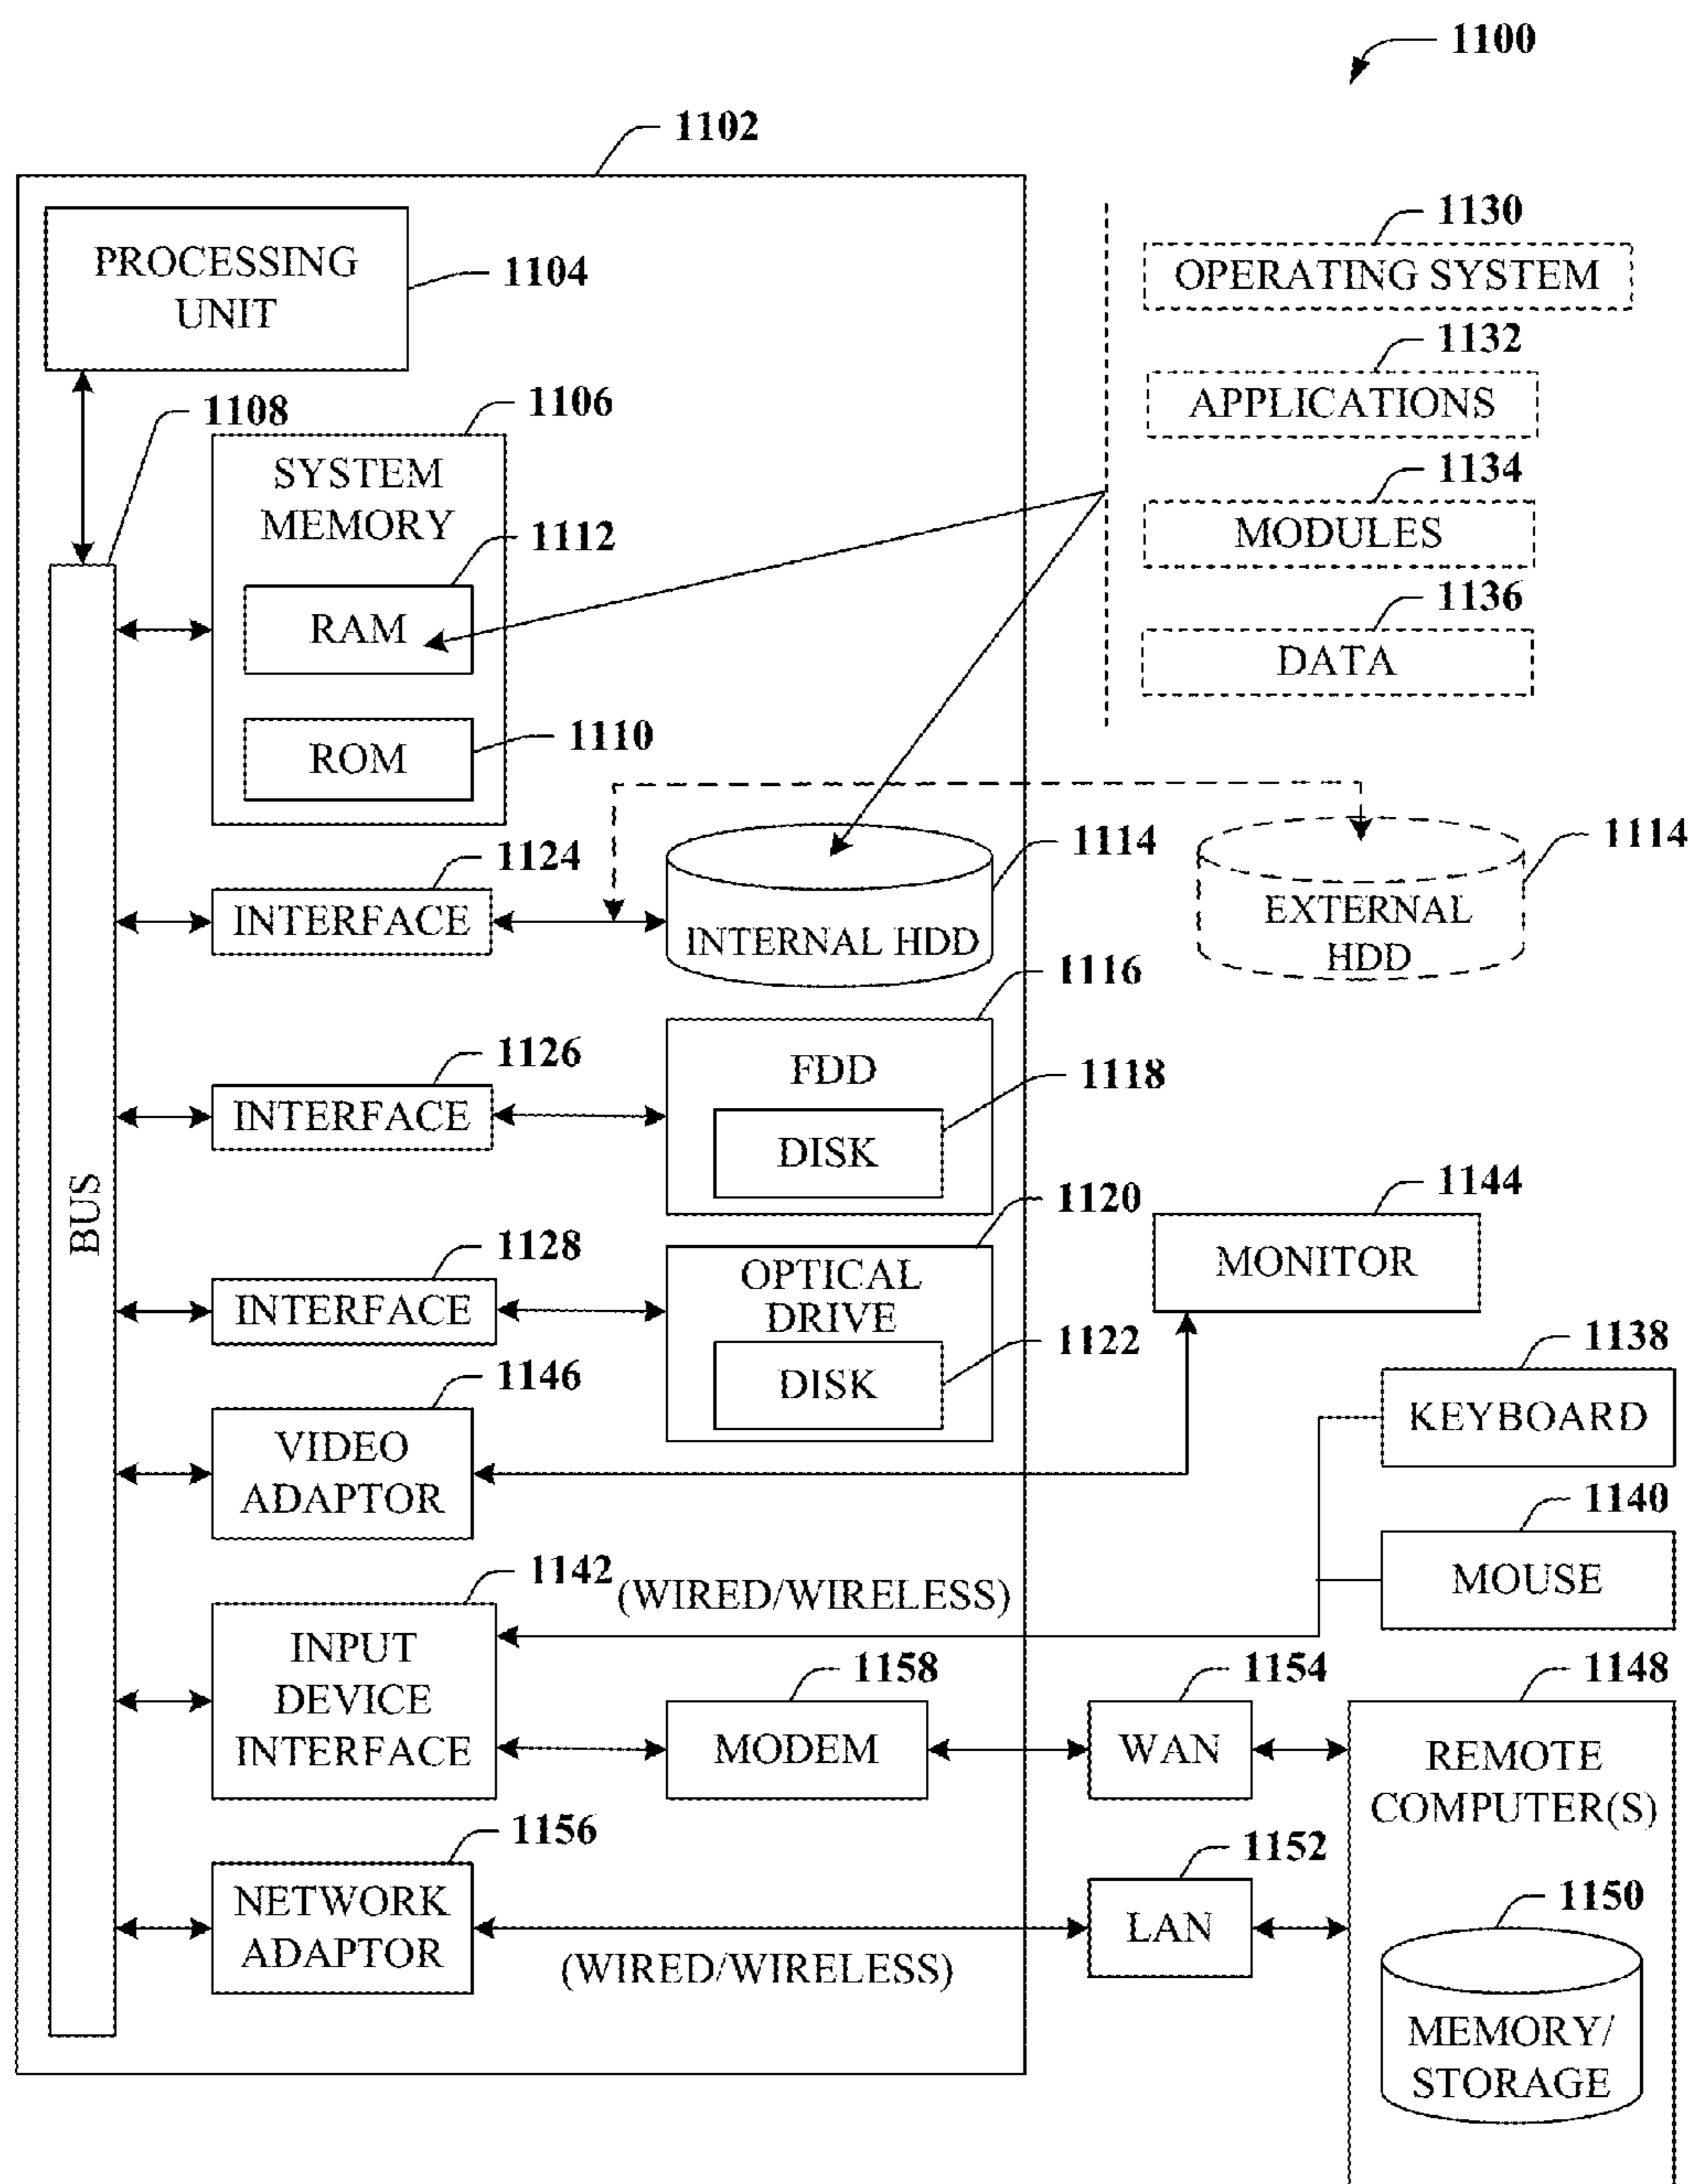 1100
1102
PROCESSING
UNIT
1104
1130
OPERATING SYSTEM
1132
APPLICATIONS
1134
MODULES
1136
DATA
1108
1106
SYSTEM
MEMORY
1112
RAM
1110
ROM
1124
INTERFACE
1114
INTERNAL HDD
1114
EXTERNAL
HDD
1116
FDD
1126
INTERFACE
1118
DISK
BUS
1120
OPTICAL
DRIVE
1128
INTERFACE
1122
DISK
1144
MONITOR
1146
VIDEO
ADAPTOR
1138
KEYBOARD
1140
MOUSE
1142
(WIRED/WIRELESS)
INPUT
DEVICE
INTERFACE
1158
MODEM
1154
WAN
1148
REMOTE
COMPUTER(S)
1156
NETWORK
ADAPTOR
(WIRED/WIRELESS)
1152
LAN
1150
MEMORY/
STORAGE